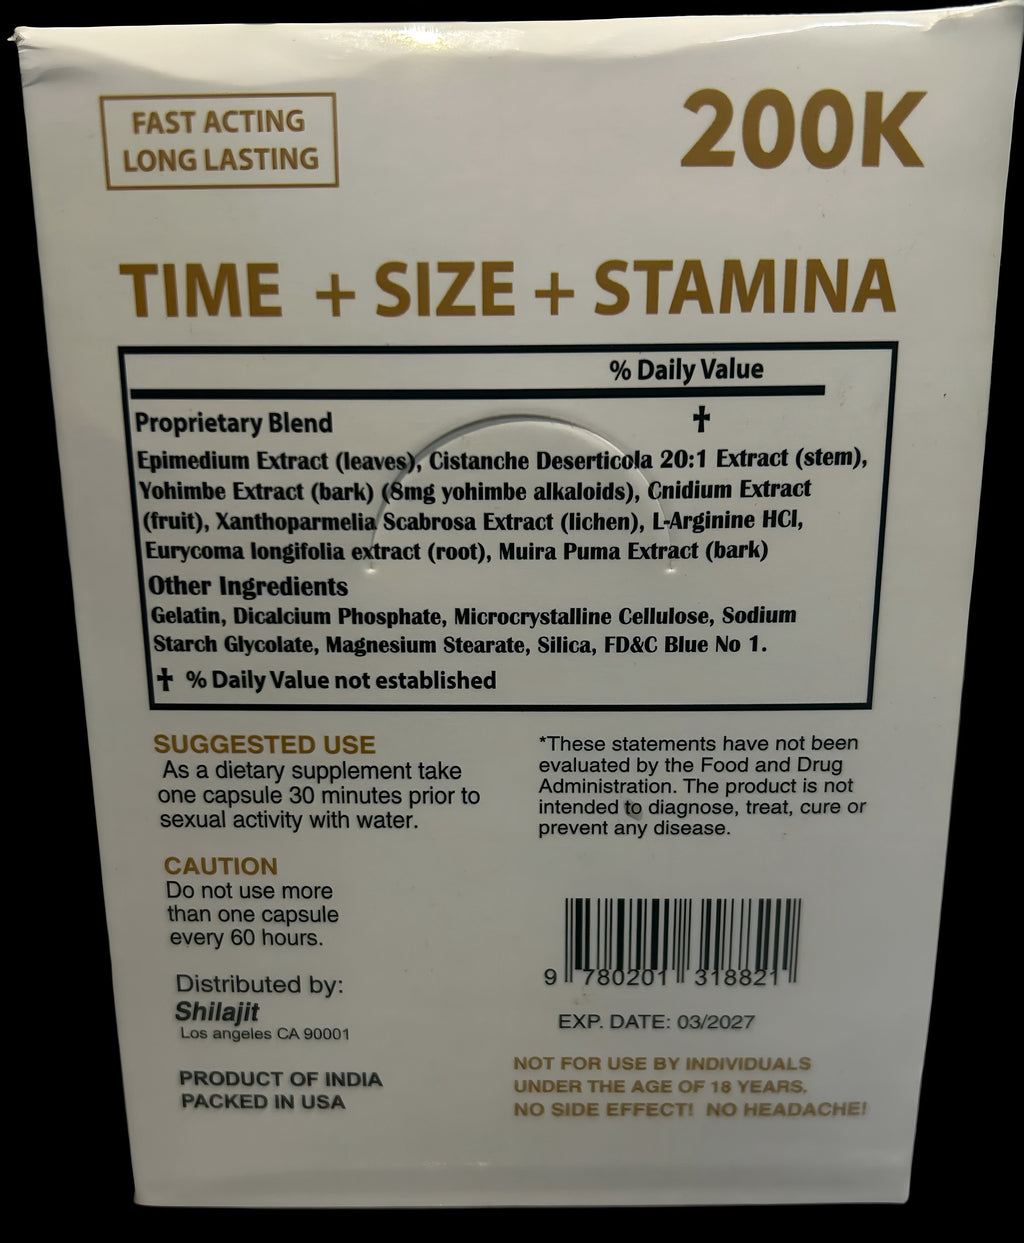 FAST ACTING
LONG LASTING
200K
TIME + SIZE + STAMINA
% Daily Value
Proprietary Blend †
Epimedium Extract (leaves), Cistanche Deserticola 20:1 Extract (stem),
Yohimbe Extract (bark) (8mg yohimbe alkaloids), Cnidium Extract
(fruit), Xanthoparmelia Scabrosa Extract (lichen), L-Arginine HCl,
Eurycoma longifolia extract (root), Muira Puma Extract (bark)
Other Ingredients
Gelatin, Dicalcium Phosphate, Microcrystalline Cellulose, Sodium
Starch Glycolate, Magnesium Stearate, Silica, FD&C Blue No 1.
† % Daily Value not established
SUGGESTED USE
As a dietary supplement take
one capsule 30 minutes prior to
sexual activity with water.
CAUTION
Do not use more
than one capsule
every 60 hours.
Distributed by:
Shilajit
Los angeles CA 90001
PRODUCT OF INDIA
PACKED IN USA
*These statements have not been
evaluated by the Food and Drug
Administration. The product is not
intended to diagnose, treat, cure or
prevent any disease.
9 780201 318821
EXP. DATE: 03/2027
NOT FOR USE BY INDIVIDUALS
UNDER THE AGE OF 18 YEARS.
NO SIDE EFFECT! NO HEADACHE!